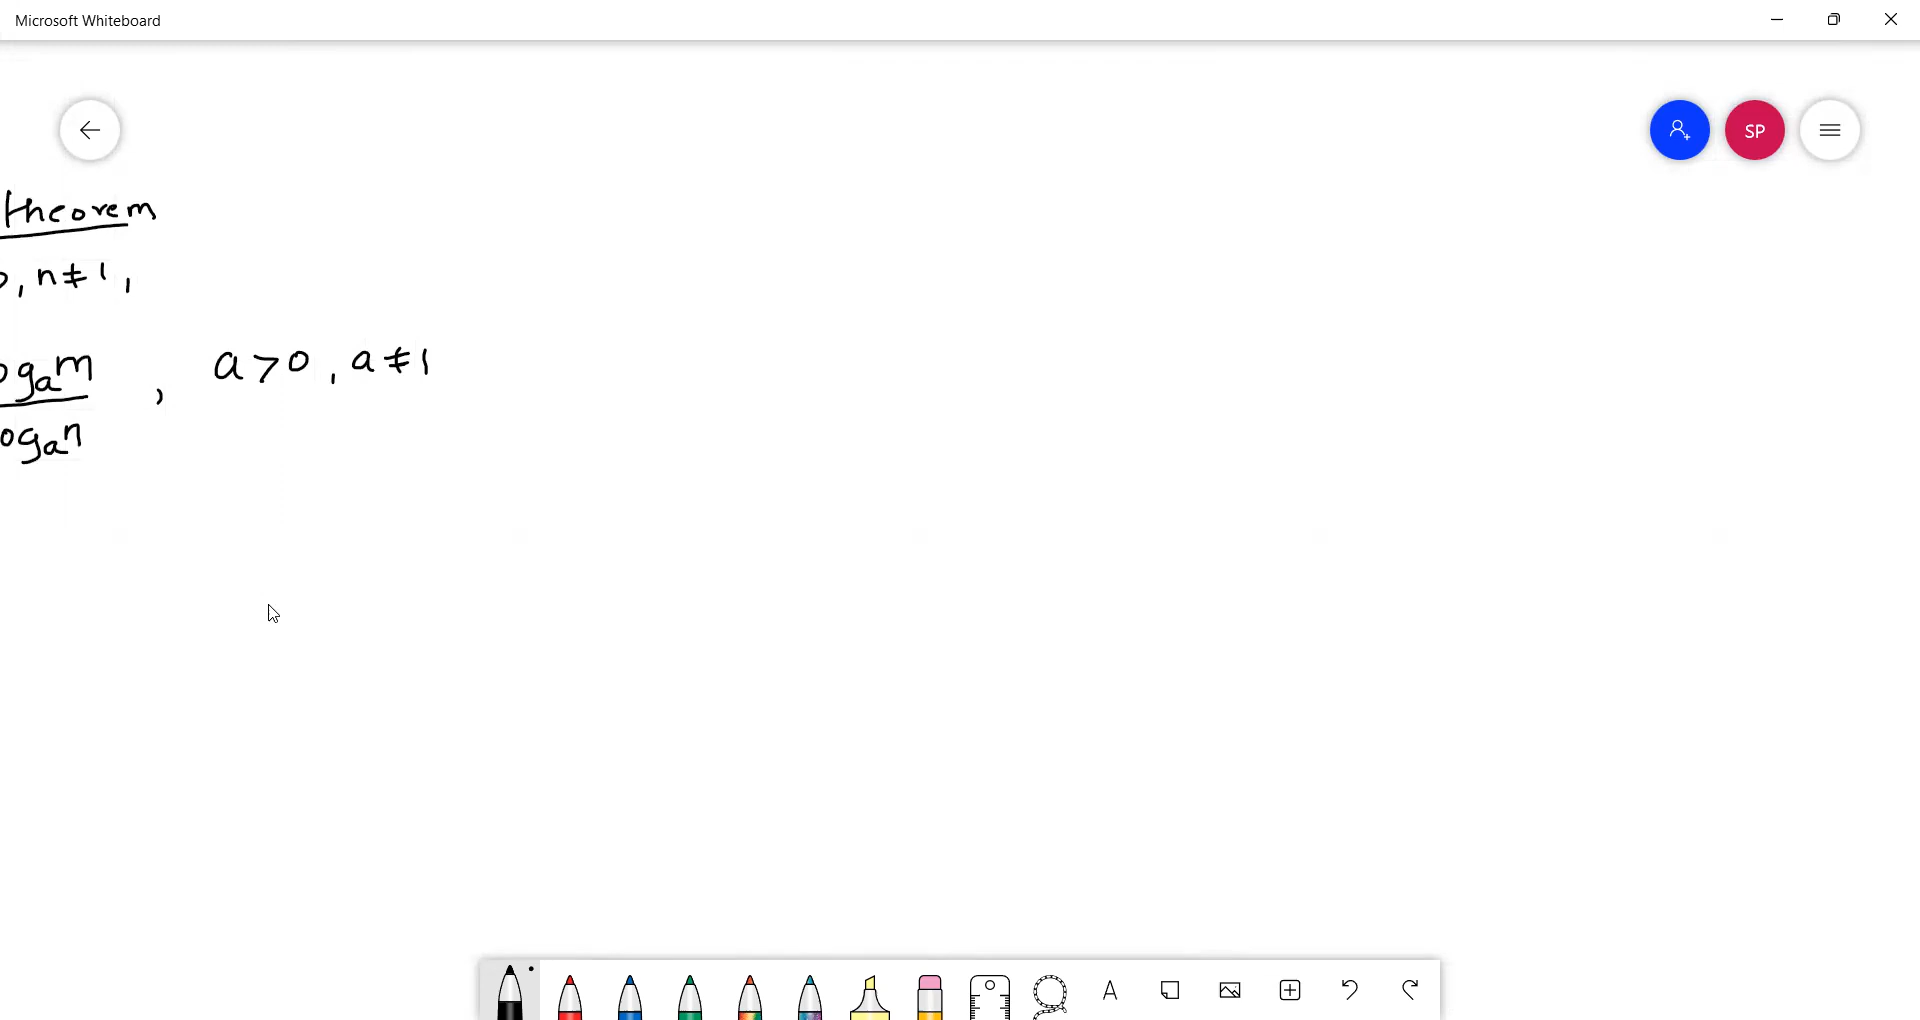 Microsoft Whiteboard
SP
theorem
, n≠1,
ogₐm , a>0, a≠1
ogₐn
A